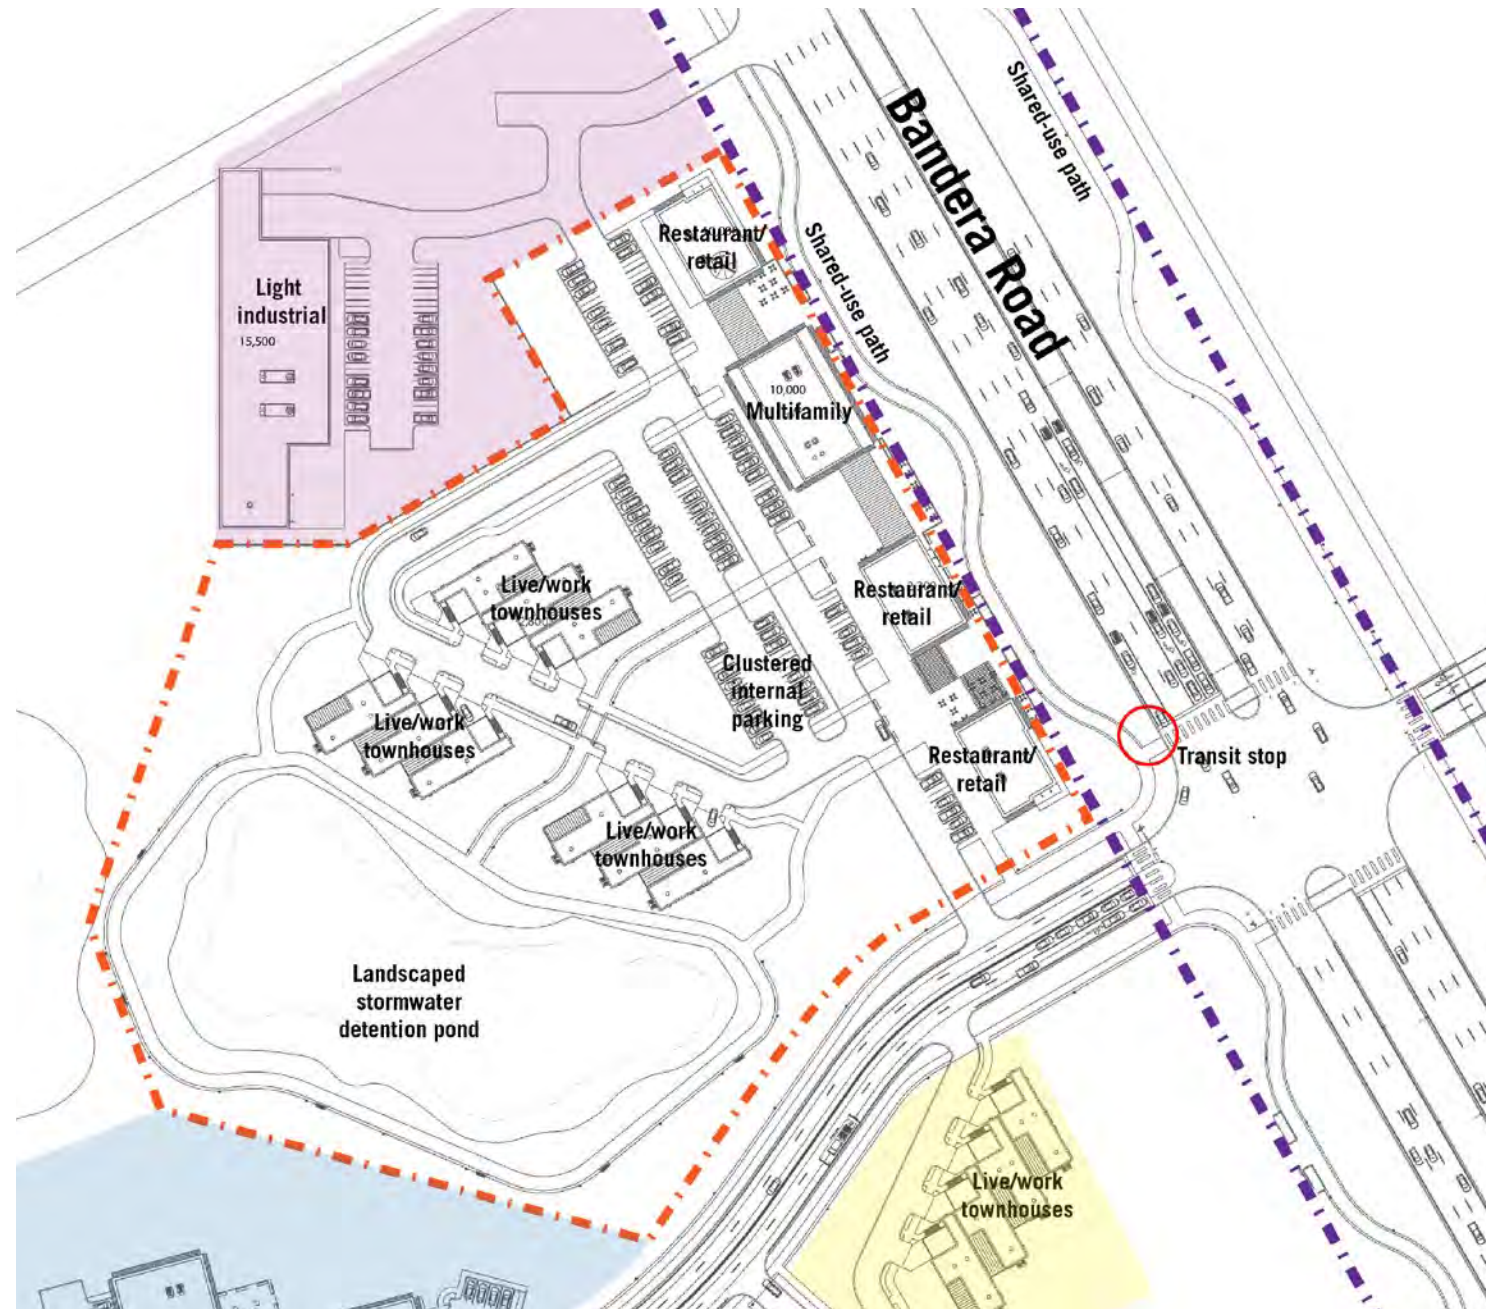 Bandera Road
Shared-use path
Shared-use path
Restaurant/
retail
Light
industrial
15,500
10,000
Multifamily
Live/work
townhouses
Restaurant/
retail
Clustered
internal
parking
Live/work
townhouses
Restaurant/
retail
Transit stop
Live/work
townhouses
Landscaped
stormwater
detention pond
Live/work
townhouses